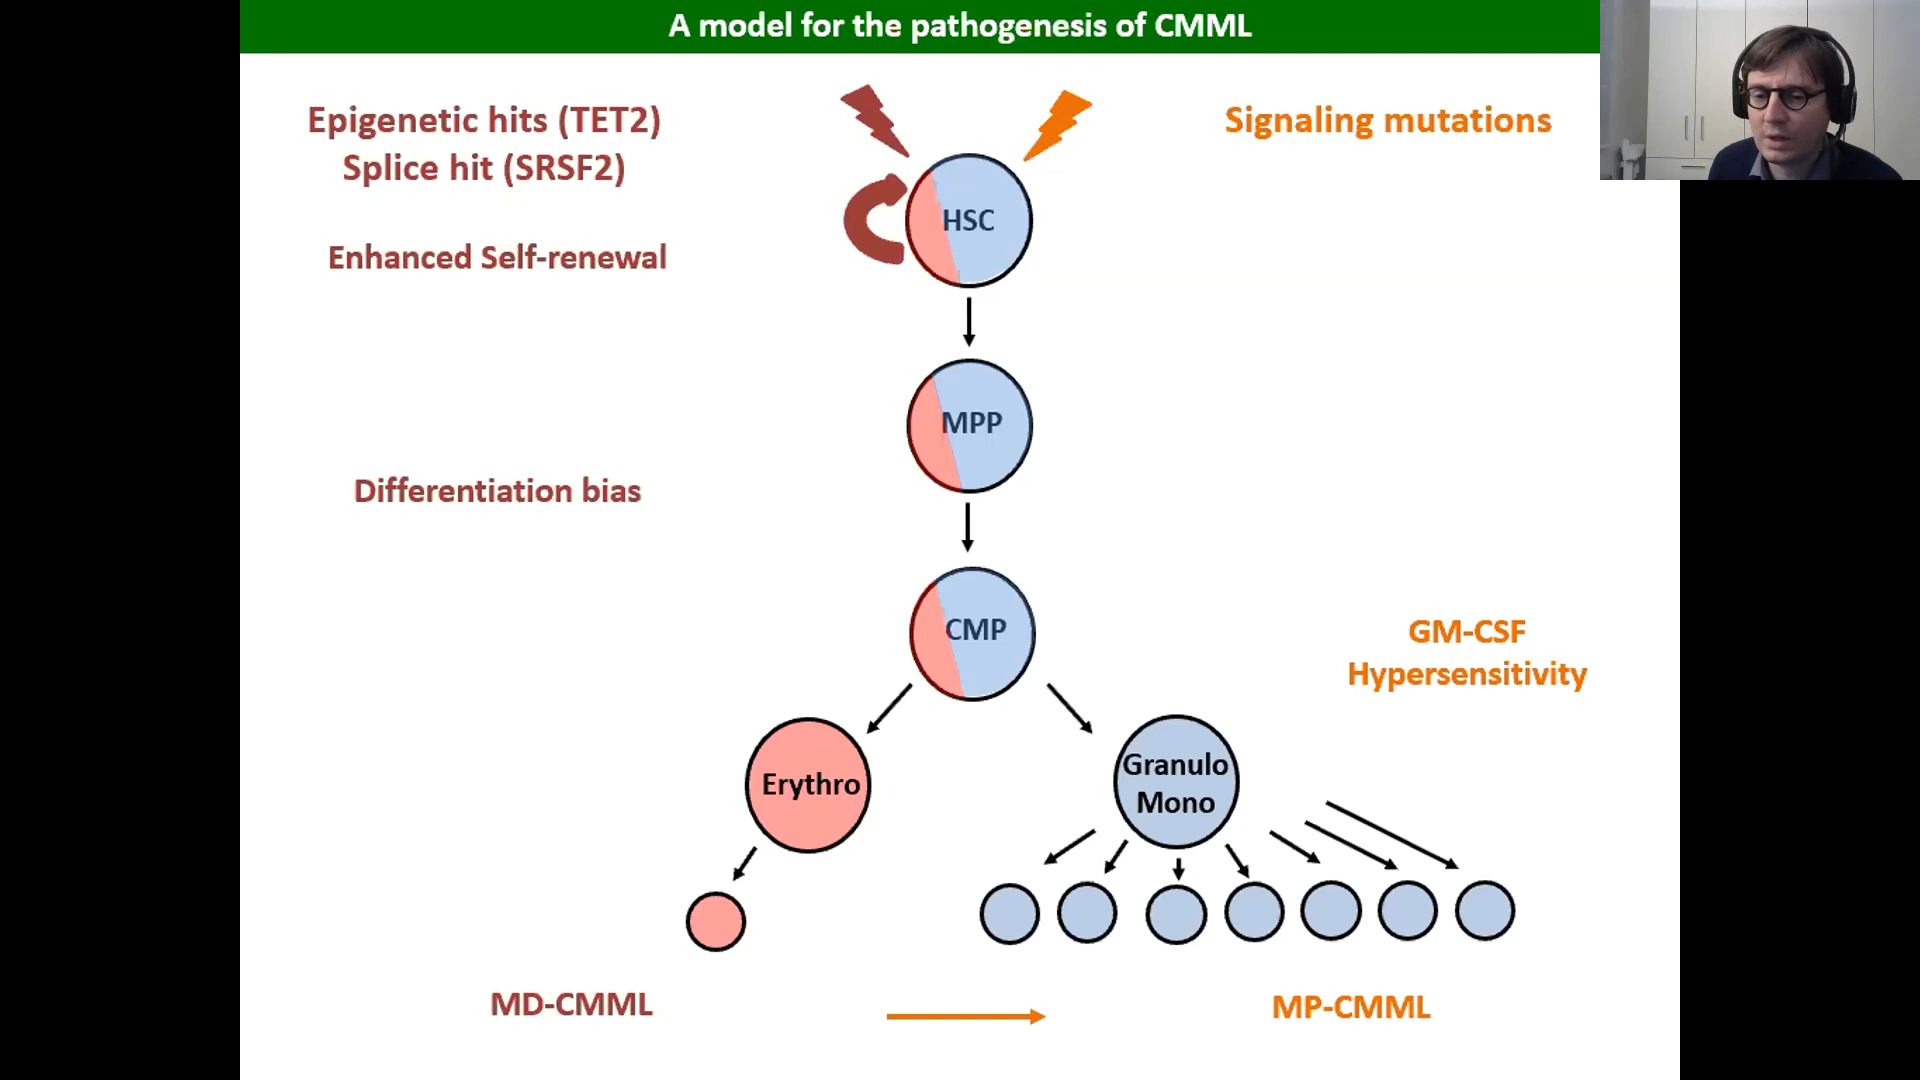 A model for the pathogenesis of CMML
Epigenetic hits (TET2)
Splice hit (SRSF2)
Signaling mutations
HSC
Enhanced Self-renewal
MPP
Differentiation bias
CMP
GM-CSF
Hypersensitivity
Erythro
Granulo
Mono
MD-CMML
MP-CMML